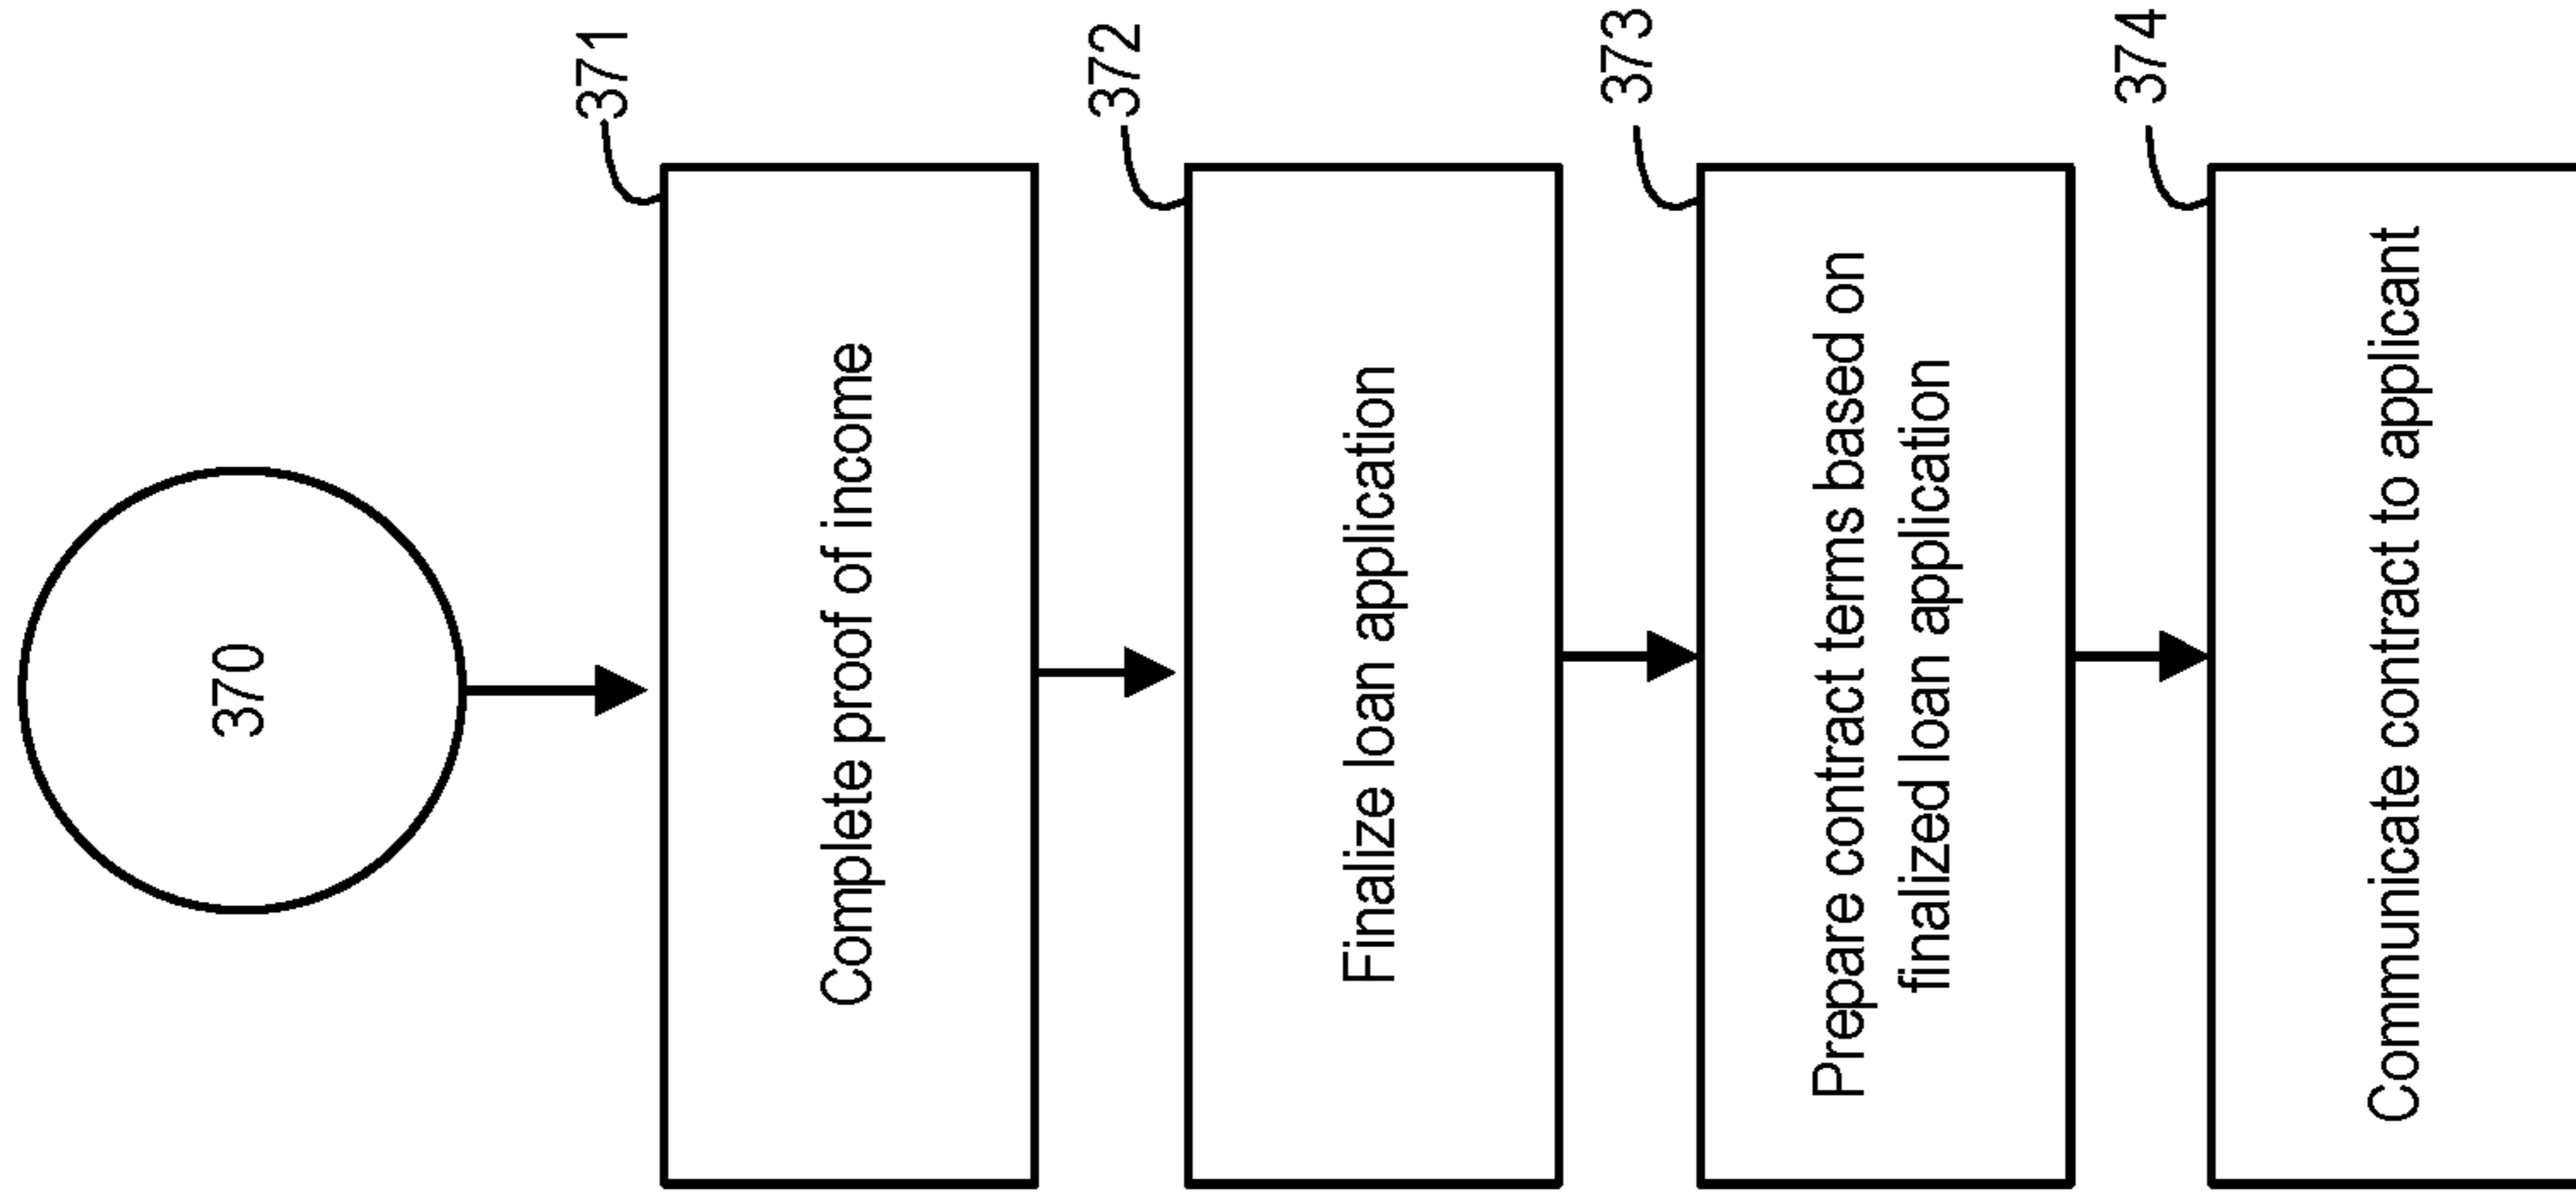 370
371
Complete proof of income
372
Finalize loan application
373
Prepare contract terms based on
finalized loan application
374
Communicate contract to applicant